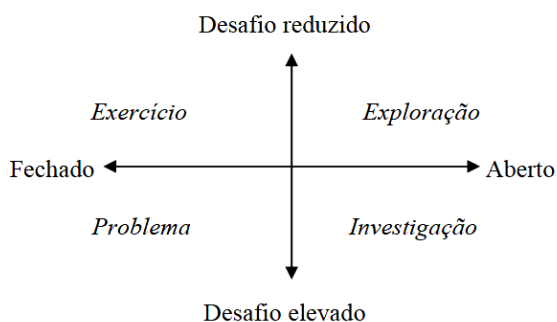 Desafio reduzido
Exercício
Exploração
Fechado
Aberto
Problema
Investigação
Desafio elevado